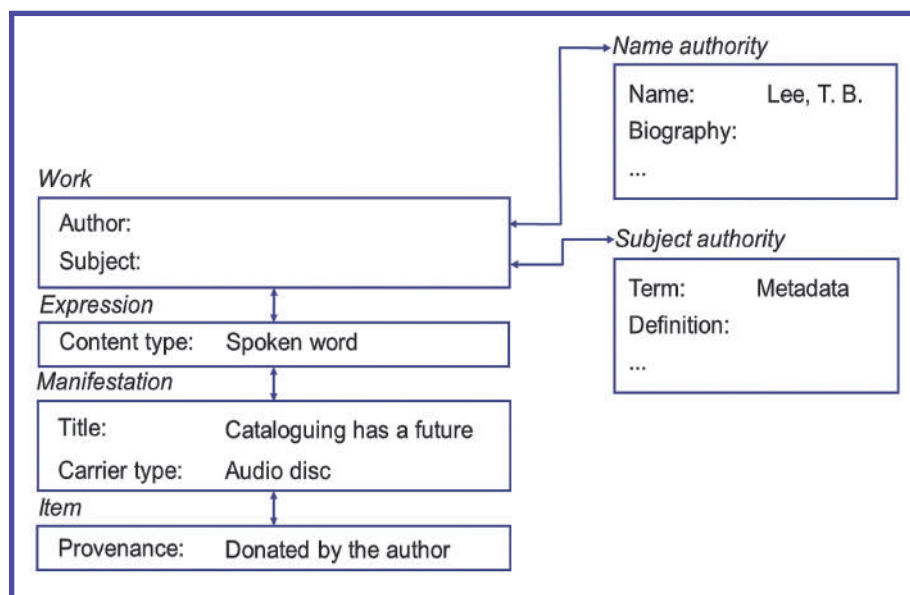 Name authority
Name: Lee, T. B.
Biography:
...
Work
Author:
Subject:
Subject authority
Term: Metadata
Definition:
...
Expression
Content type: Spoken word
Manifestation
Title: Cataloguing has a future
Carrier type: Audio disc
Item
Provenance: Donated by the author